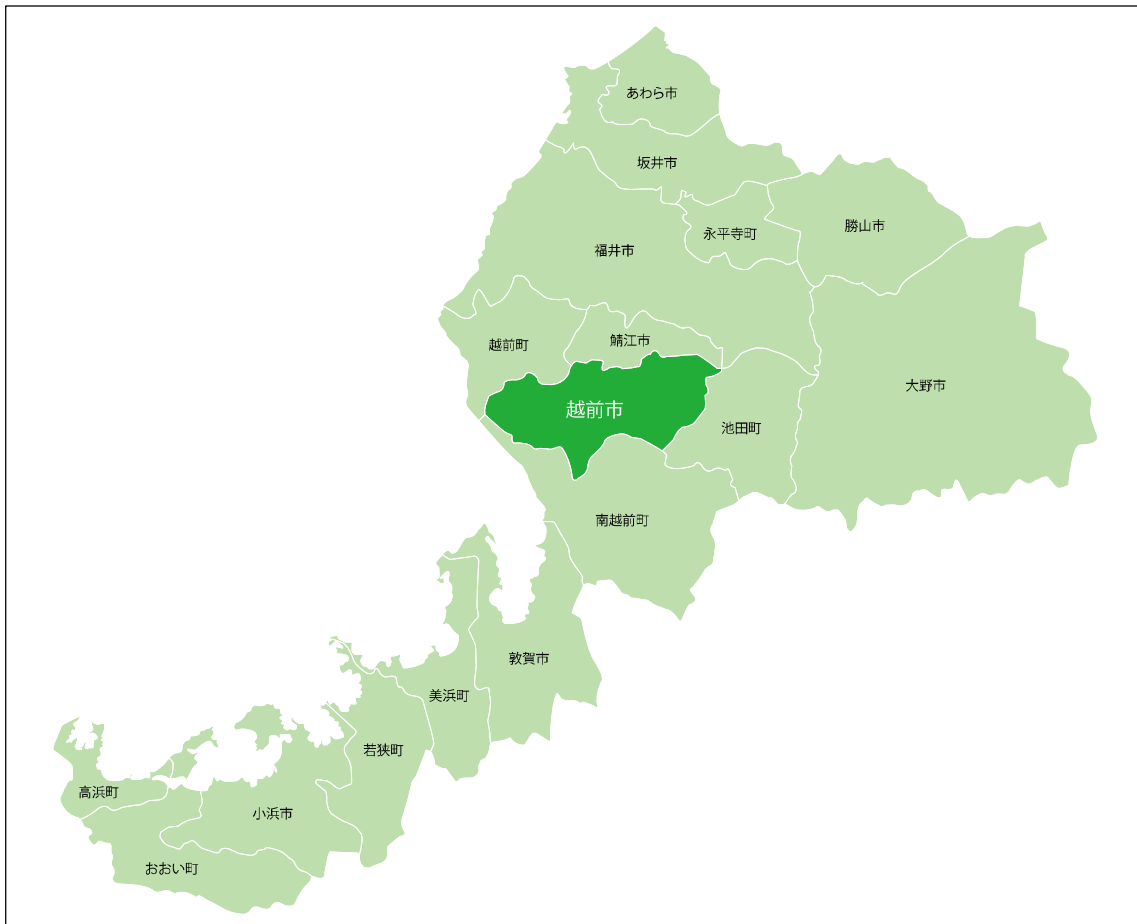 あわら市
坂井市
永平寺町
勝山市
福井市
越前町
鯖江市
大野市
越前市
池田町
南越前町
敦賀市
美浜町
若狭町
高浜町
小浜市
おおい町